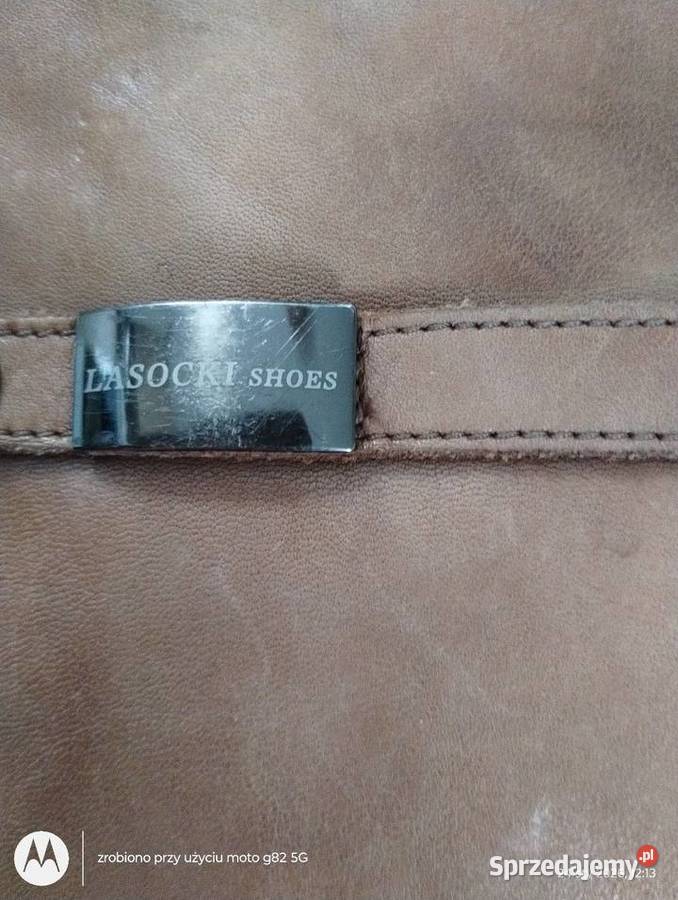 LASOCKI SHOES
zrobiono przy użyciu moto g82 5G
Sprzedajemy.pl